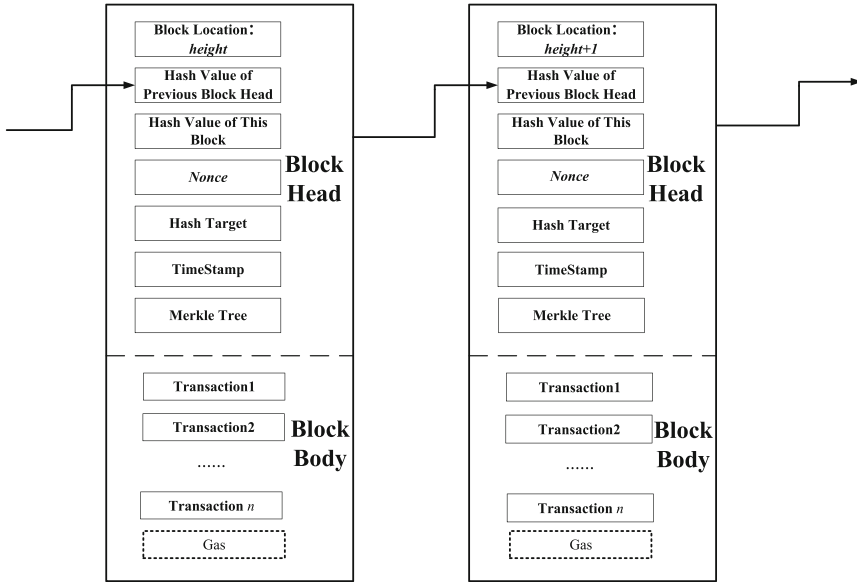 Block Location：
height
Hash Value of
Previous Block Head
Hash Value of This
Block
Nonce
Hash Target
TimeStamp
Merkle Tree
Block
Head
Transaction1
Transaction2
......
Transaction n
Gas
Block
Body
Block Location：
height+1
Hash Value of
Previous Block Head
Hash Value of This
Block
Nonce
Hash Target
TimeStamp
Merkle Tree
Block
Head
Transaction1
Transaction2
......
Transaction n
Gas
Block
Body